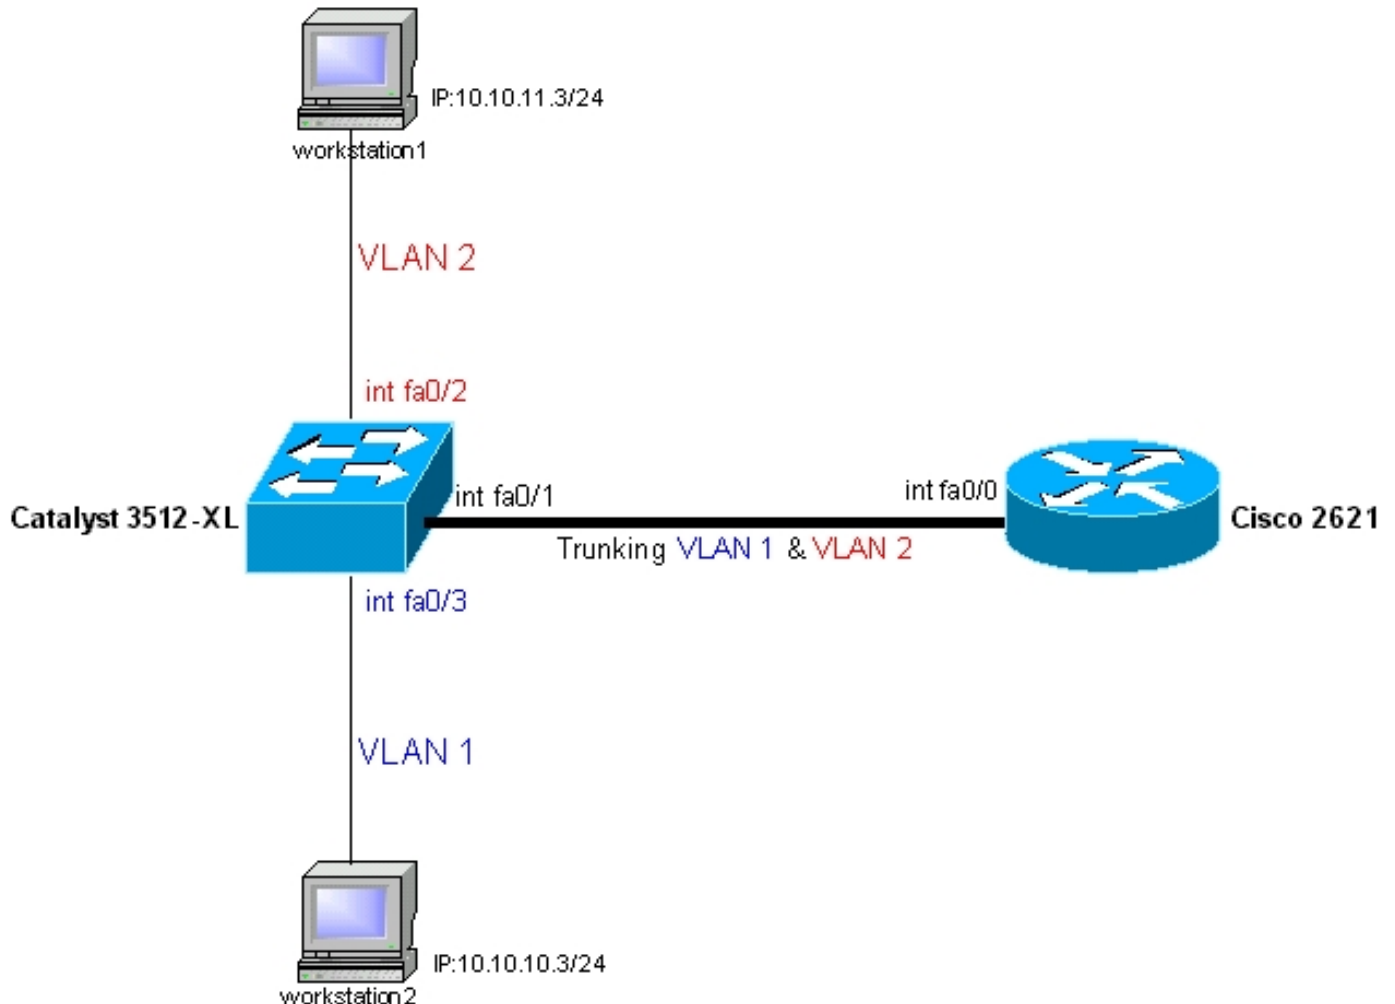 IP:10.10.11.3/24
workstation1
VLAN 2
int fa0/2
int fa0/1
int fa0/0
Catalyst 3512-XL
Cisco 2621
Trunking VLAN 1 & VLAN 2
int fa0/3
VLAN 1
IP:10.10.10.3/24
workstation2